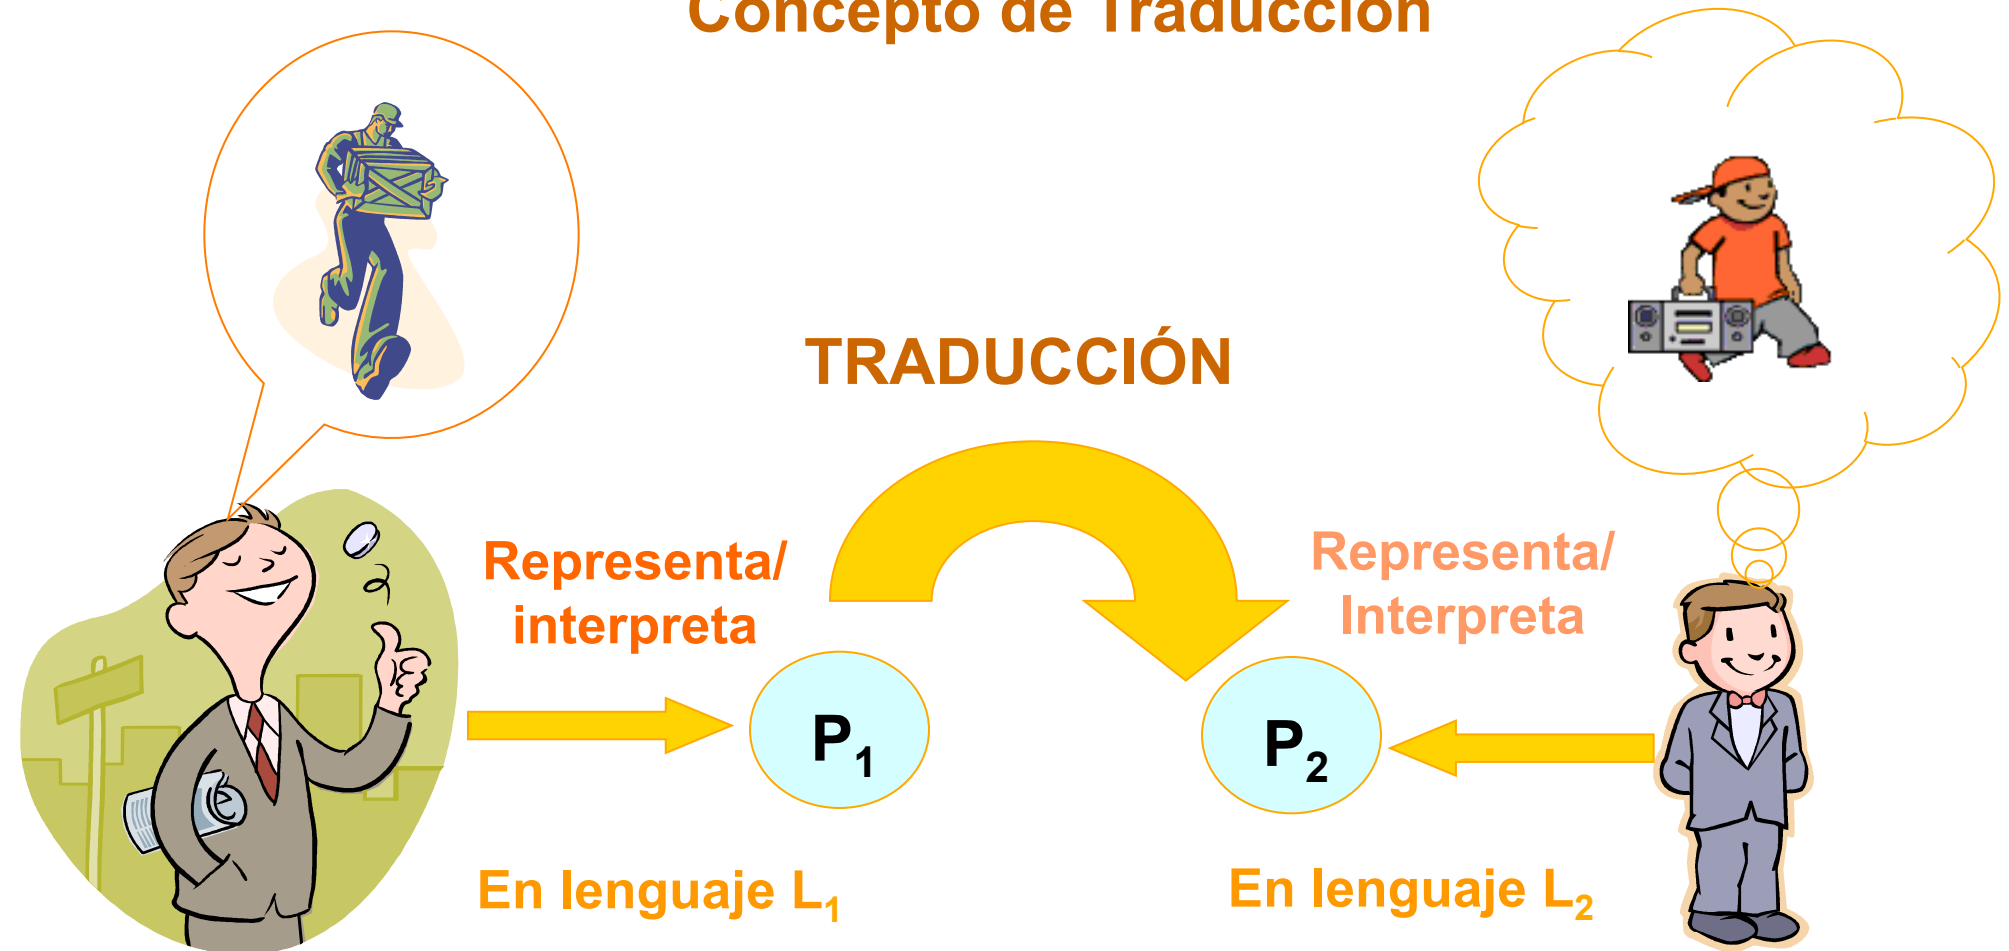 Concepto de Traducción
TRADUCCIÓN
Representa/
interpreta
Representa/
Interpreta
P₁
P₂
En lenguaje L₁
En lenguaje L₂